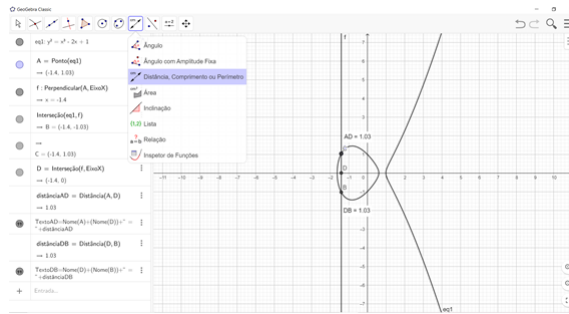 GeoGebra Classic
eq1: y² = x³ - 2x + 1
A = Ponto(eq1)
→ (-1.4, 1.03)
f : Perpendicular(A, EixoX)
→ x = -1.4
Interseção(eq1, f)
→ B = (-1.4, -1.03)
C = (-1.4, 1.03)
D = Interseção(f, EixoX)
→ (-1.4, 0)
distânciaAD = Distância(A, D)
→ 1.03
TextoAD=Nome(A)+(Nome(D))+" =
"+distânciaAD
distânciaDB = Distância(D, B)
→ 1.03
TextoDB=Nome(D)+(Nome(B))+" =
"+distânciaDB
+ Entrada...
Ângulo
Ângulo com Amplitude Fixa
Distância, Comprimento ou Perímetro
Área
Inclinação
{1,2} Lista
Relação
Inspetor de Funções
f
AD = 1.03
D
B
DB = 1.03
eq1